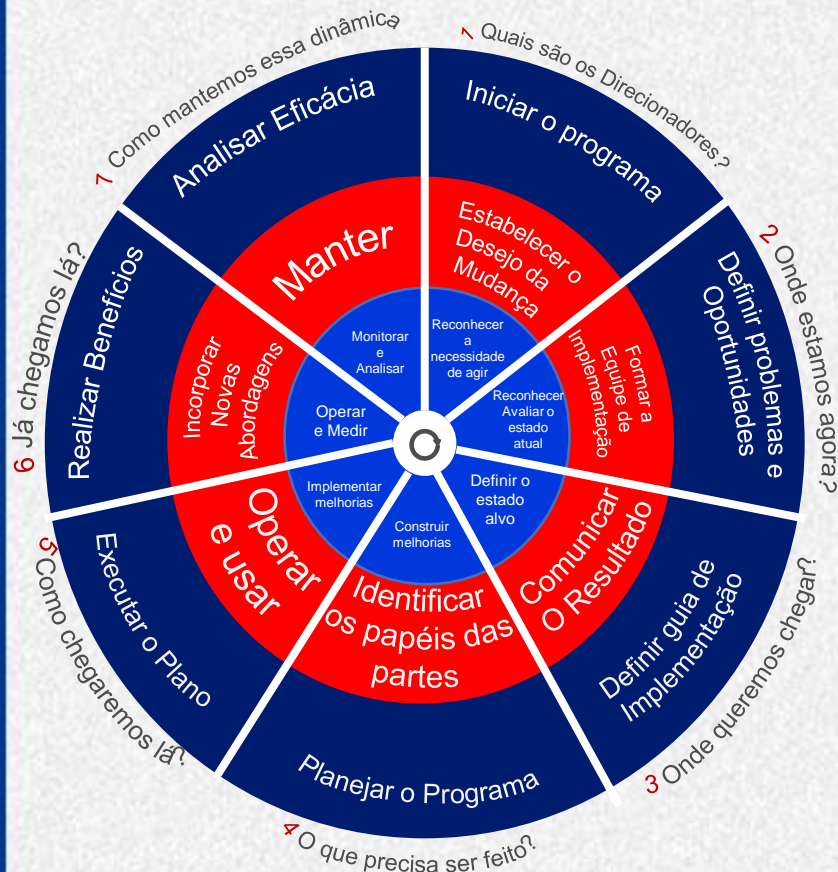 1 Quais são os Direcionadores?
Iniciar o programa
Estabelecer o
Desejo da
Mudança
Reconhecer
a
necessidade
de agir
2 Onde estamos agora?
Definir problemas e
Oportunidades
Formar a
Equipe de
Implementação
Reconhecer
Avaliar o
estado
atual
3 Onde queremos chegar?
Definir guia de
Implementação
Comunicar
O Resultado
Definir o
estado
alvo
4 O que precisa ser feito?
Planejar o Programa
Identificar
os papéis das
partes
Construir
melhorias
5 Como chegaremos lá?
Executar o Plano
Operar
e usar
Implementar
melhorias
6 Já chegamos lá?
Realizar Benefícios
Incorporar
Novas
Abordagens
Operar
e Medir
7 Como mantemos essa dinâmica
Analisar Eficácia
Manter
Monitorar
e
Analisar